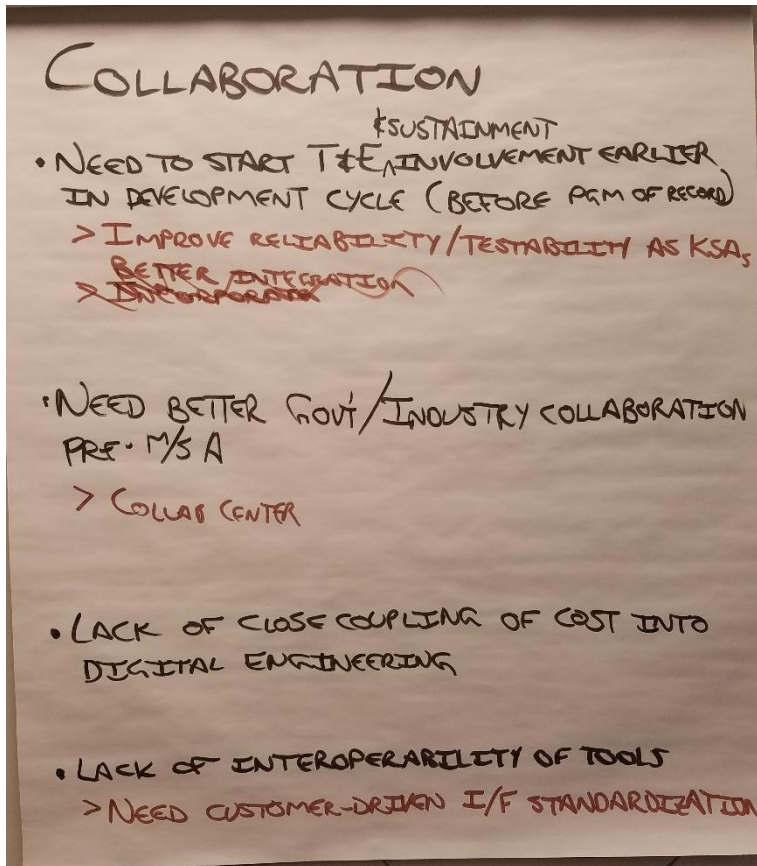 COLLABORATION
& SUSTAINMENT
• NEED TO START T&E ^ INVOLVEMENT EARLIER
IN DEVELOPMENT CYCLE (BEFORE PGM OF RECORD)
> IMPROVE RELIABILITY/TESTABILITY AS KSAs
BETTER INTEGRATION
> INCORPORATE
• NEED BETTER GOV'T/INDUSTRY COLLABORATION
PRE-M/S A
> COLLAB CENTER
• LACK OF CLOSE COUPLING OF COST INTO
DIGITAL ENGINEERING
• LACK OF INTEROPERABILITY OF TOOLS
> NEED CUSTOMER-DRIVEN I/F STANDARDIZATION